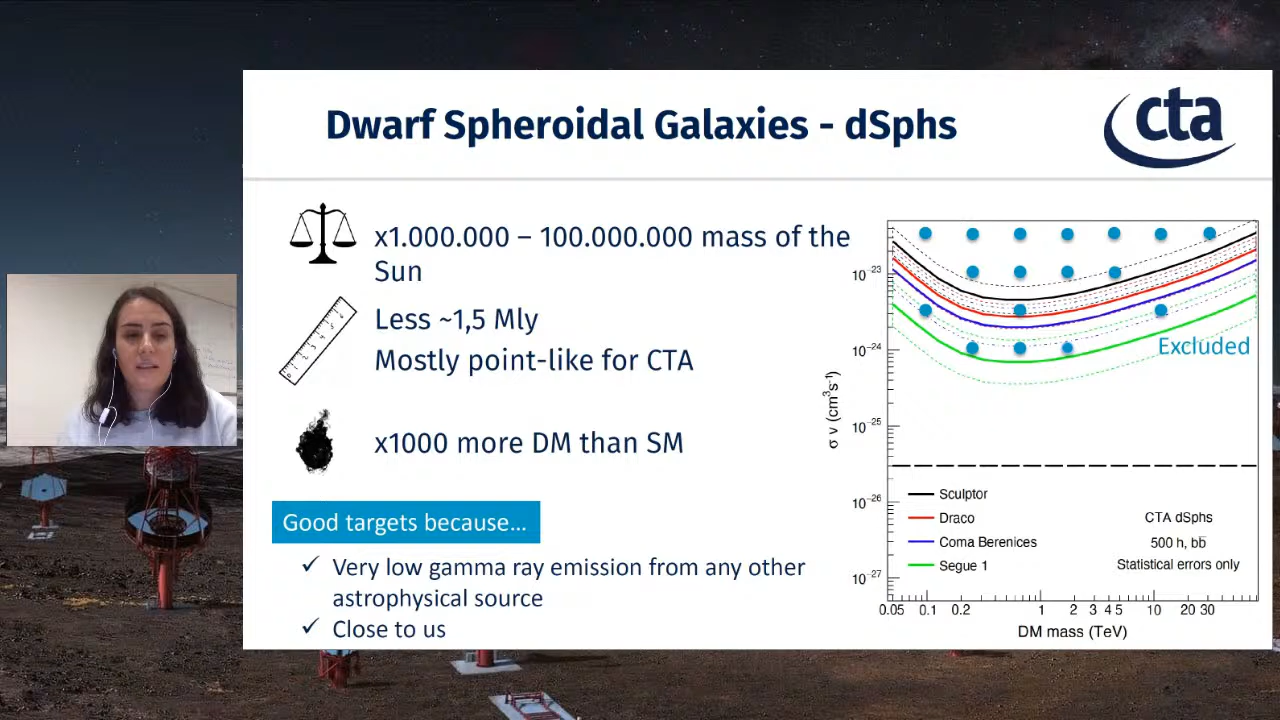 Dwarf Spheroidal Galaxies - dSphs
cta
x1.000.000 – 100.000.000 mass of the
Sun
Less ~1,5 Mly
Mostly point-like for CTA
x1000 more DM than SM
Good targets because…
✓ Very low gamma ray emission from any other
astrophysical source
✓ Close to us
σ v (cm³s⁻¹)
10⁻²³
10⁻²⁴
10⁻²⁵
10⁻²⁶
10⁻²⁷
Excluded
Sculptor
Draco
Coma Berenices
Segue 1
CTA dSphs
500 h, bb̅
Statistical errors only
0.05 0.1 0.2 1 2 3 4 5 10 20 30
DM mass (TeV)